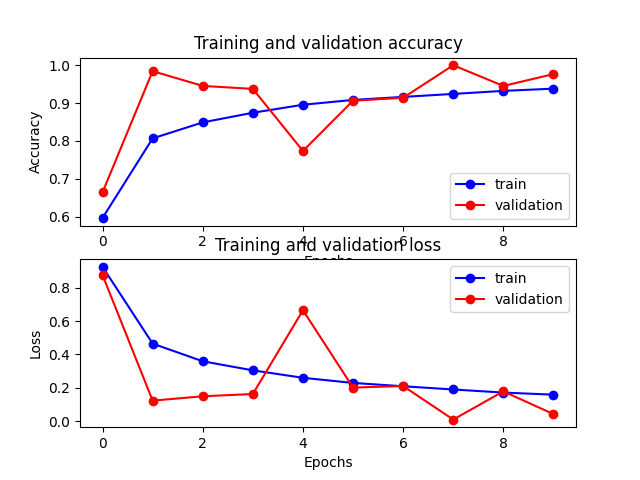 Training and validation accuracy
1.0
0.9
0.8
0.7
0.6
Accuracy
train
validation
0 2 4 6 8
Epochs
Training and validation loss
0.8
0.6
0.4
0.2
0.0
Loss
train
validation
0 2 4 6 8
Epochs